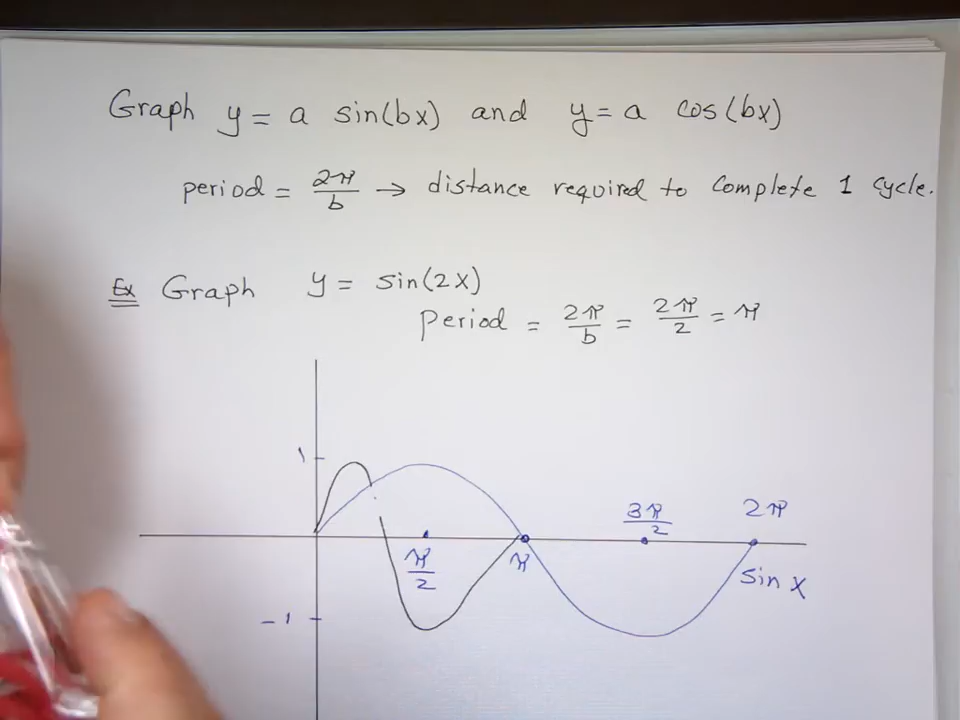 Graph y = a sin(bx) and y = a cos(bx)
period = 2π/b → distance required to complete 1 cycle.
Ex Graph y = sin(2x)
Period = 2π/b = 2π/2 = π
1
3π/2 2π
π/2 π
sin x
-1